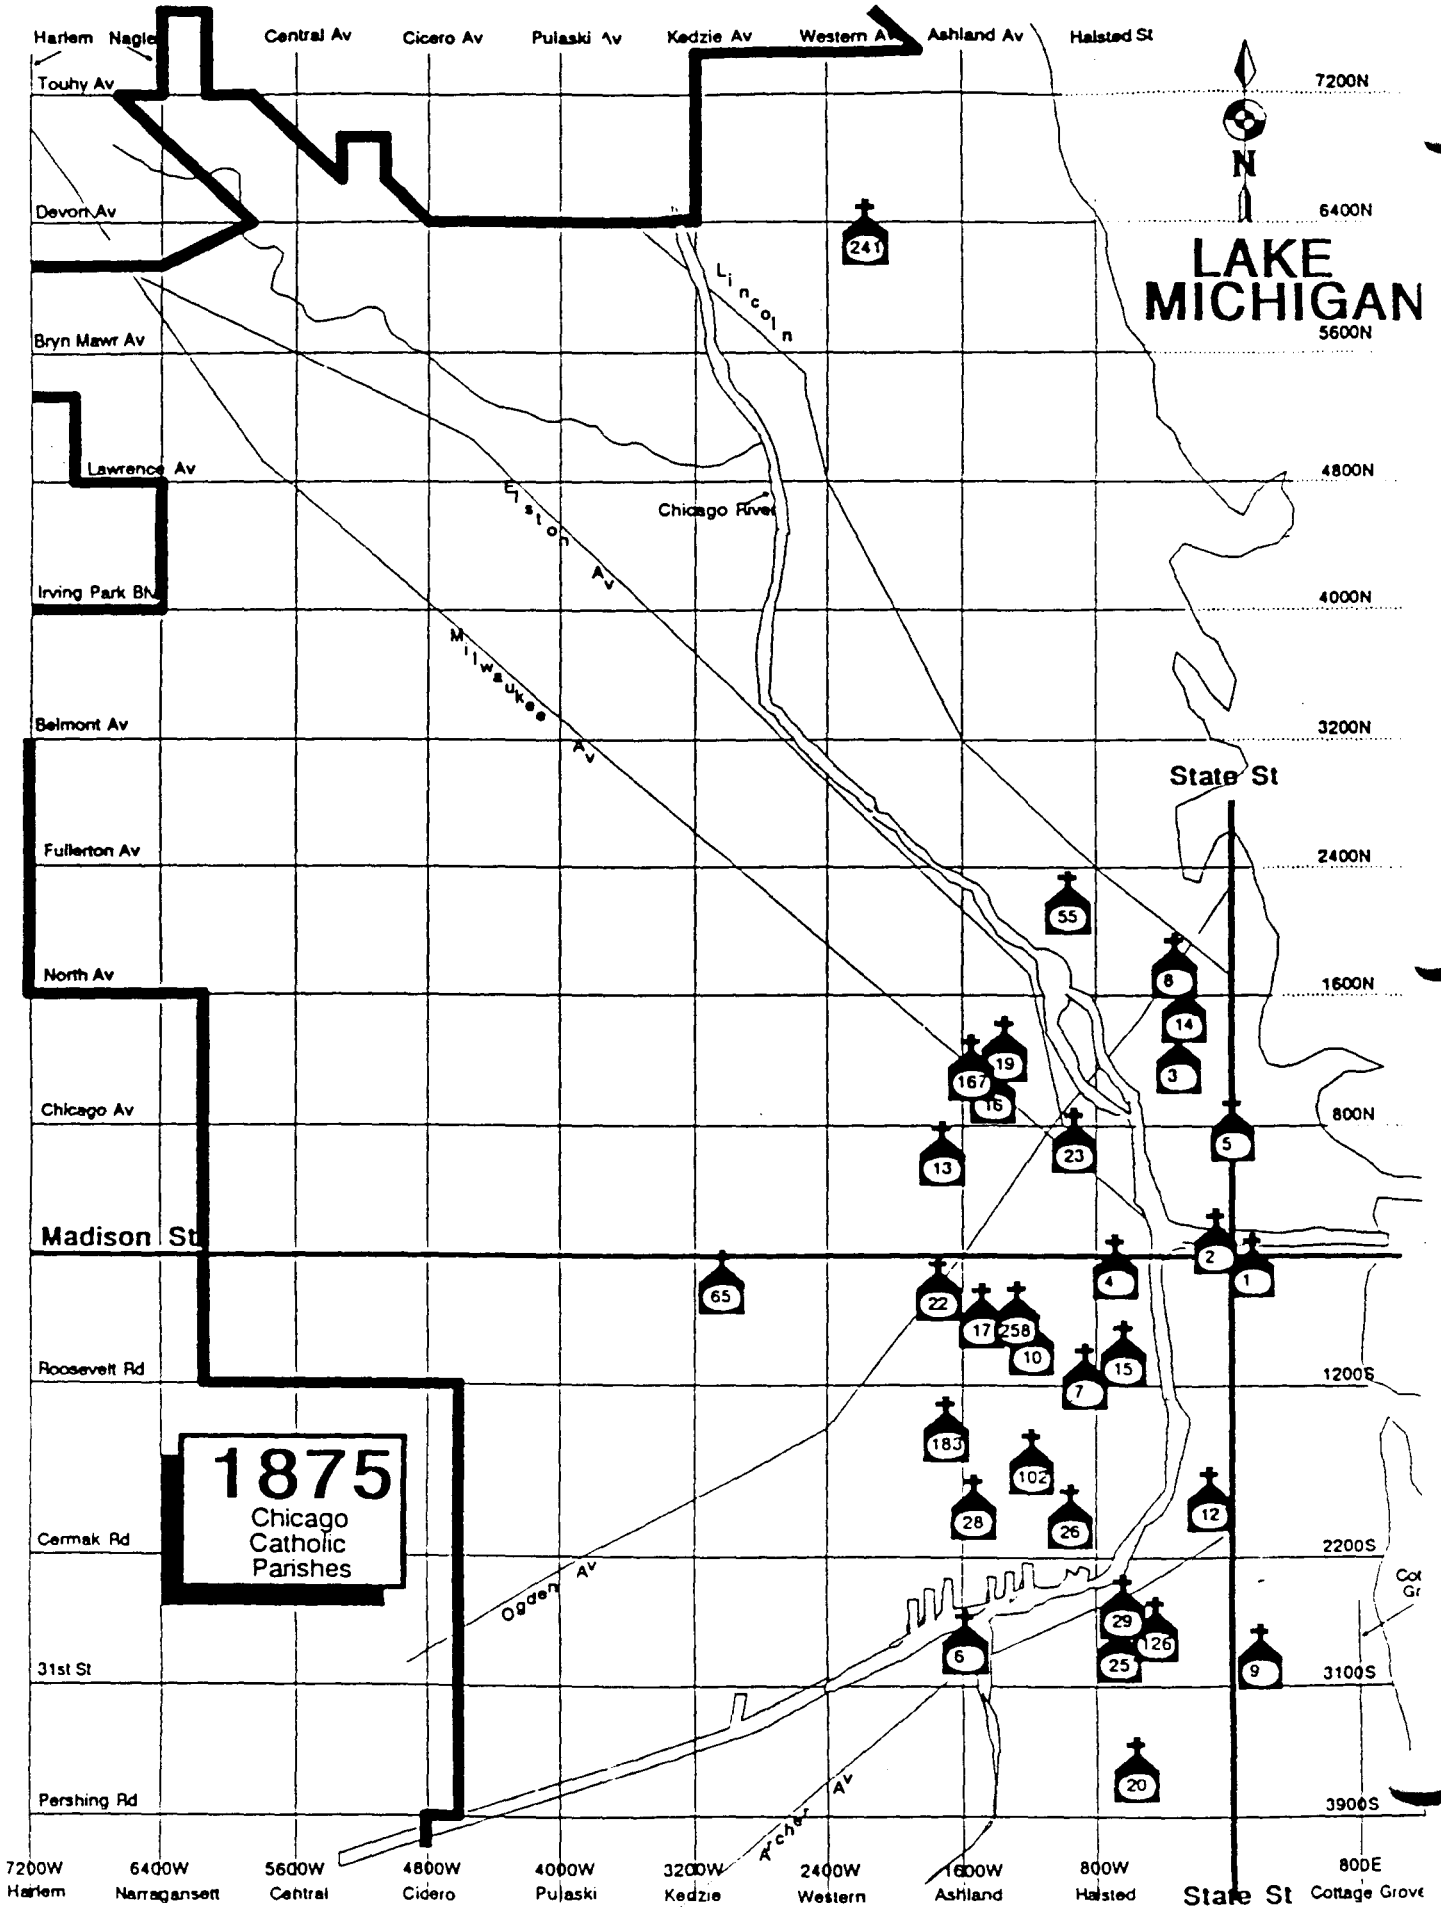 Harlem Nagle Central Av Cicero Av Pulaski Av Kedzie Av Western Av Ashland Av Halsted St
Touhy Av 7200N
N
Devon Av 6400N
241
LAKE
MICHIGAN
Lincoln
Bryn Mawr Av 5600N
Lawrence Av 4800N
Elston Av
Chicago River
Irving Park Blv 4000N
Milwaukee Av
Belmont Av 3200N
State St
Fullerton Av 2400N
55
8
North Av 1600N
14
19
3
167
16
Chicago Av 800N
5
23
13
Madison St
2
1
4
65
22
17
258
10
15
Roosevelt Rd 1200S
7
183
102
28
26
12
1875
Chicago
Catholic
Parishes
Cermak Rd 2200S
Ogden Av
Cot
Gr
29
126
6
25
9
31st St 3100S
20
Archer Av
Pershing Rd 3900S
7200W 6400W 5600W 4800W 4000W 3200W 2400W 1600W 800W 800E
Harlem Narragansett Central Cicero Pulaski Kedzie Western Ashland Halsted State St Cottage Grove